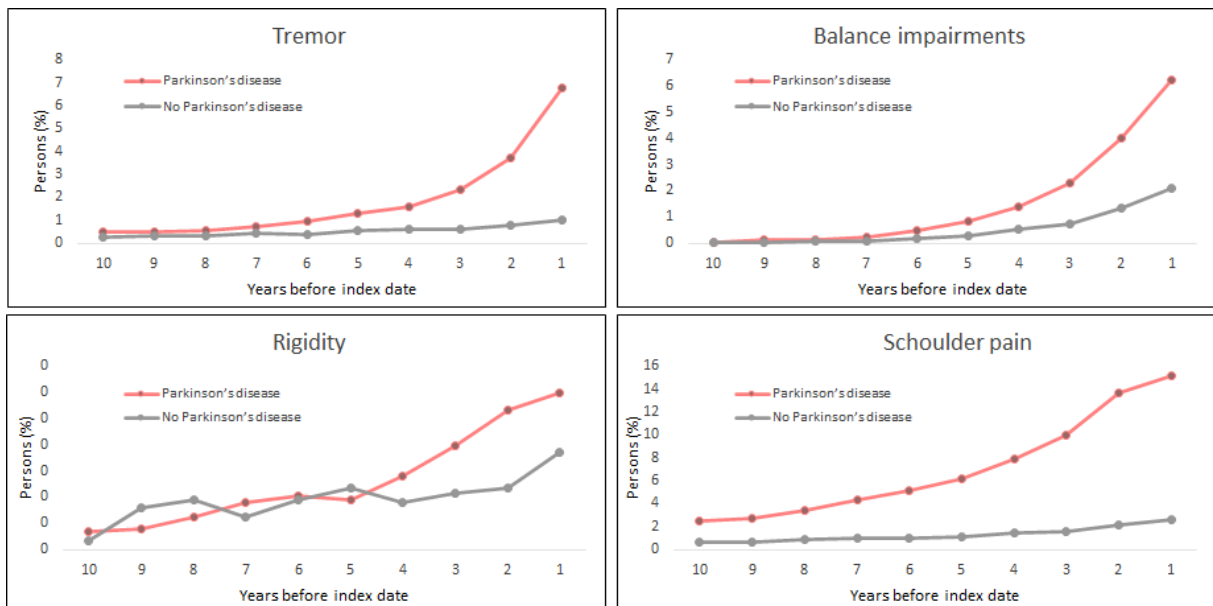 Tremor
8
7
6
5
4
3
2
1
0
Persons (%)
Parkinson's disease
No Parkinson's disease
10 9 8 7 6 5 4 3 2 1
Years before index date
Balance impairments
7
6
5
4
3
2
1
0
Persons (%)
Parkinson's disease
No Parkinson's disease
10 9 8 7 6 5 4 3 2 1
Years before index date
Rigidity
0
0
0
0
0
0
0
0
Persons (%)
Parkinson's disease
No Parkinson's disease
10 9 8 7 6 5 4 3 2 1
Years before index date
Schoulder pain
16
14
12
10
8
6
4
2
0
Persons (%)
Parkinson's disease
No Parkinson's disease
10 9 8 7 6 5 4 3 2 1
Years before index date